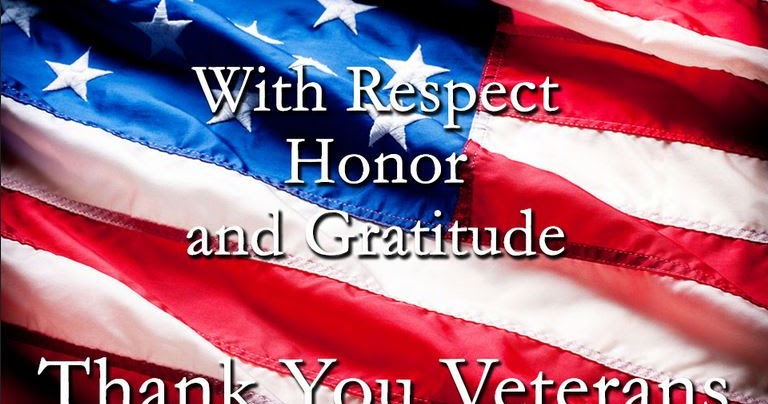 With Respect
Honor
and Gratitude
Thank You Veterans